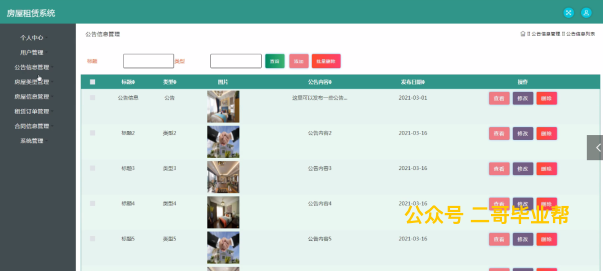 房屋租赁系统
个人中心
用户管理
公告信息管理
房屋类型管理
房屋信息管理
租赁订单管理
合同信息管理
系统管理
公告信息管理
公告信息管理 公告信息列表
标题 类型 查询 添加 批量删除
标题 类型 图片 公告内容 发布日期 操作
公告信息 公告 这里可以发布一些公告... 2021-03-01 查看 修改 删除
标题2 类型2 公告内容2 2021-03-16 查看 修改 删除
标题3 类型3 公告内容3 2021-03-16 查看 修改 删除
标题4 类型4 公告内容4 2021-03-16 查看 修改 删除
公众号 二哥毕业帮
标题5 类型5 公告内容5 2021-03-16 查看 修改 删除